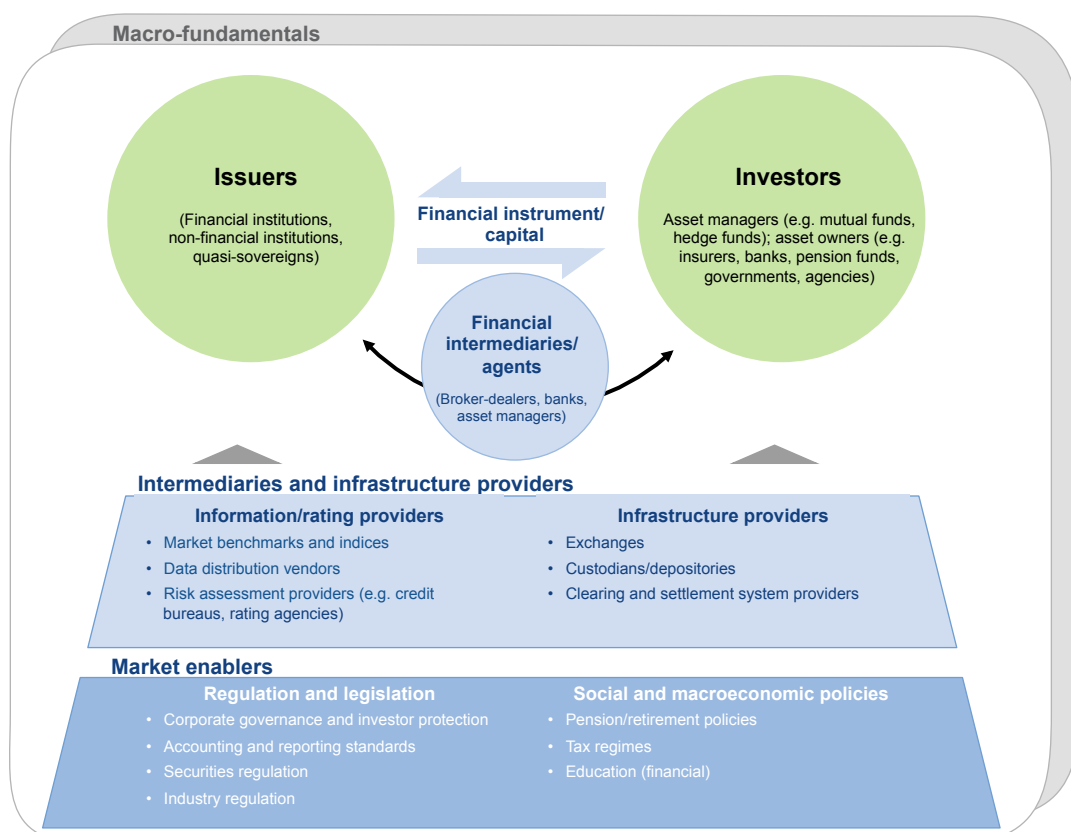 Macro-fundamentals
Issuers
(Financial institutions,
non-financial institutions,
quasi-sovereigns)
Financial instrument/
capital
Investors
Asset managers (e.g. mutual funds,
hedge funds); asset owners (e.g.
insurers, banks, pension funds,
governments, agencies)
Financial
intermediaries/
agents
(Broker-dealers, banks,
asset managers)
Intermediaries and infrastructure providers
Information/rating providers
• Market benchmarks and indices
• Data distribution vendors
• Risk assessment providers (e.g. credit
bureaus, rating agencies)
Infrastructure providers
• Exchanges
• Custodians/depositories
• Clearing and settlement system providers
Market enablers
Regulation and legislation
• Corporate governance and investor protection
• Accounting and reporting standards
• Securities regulation
• Industry regulation
Social and macroeconomic policies
• Pension/retirement policies
• Tax regimes
• Education (financial)